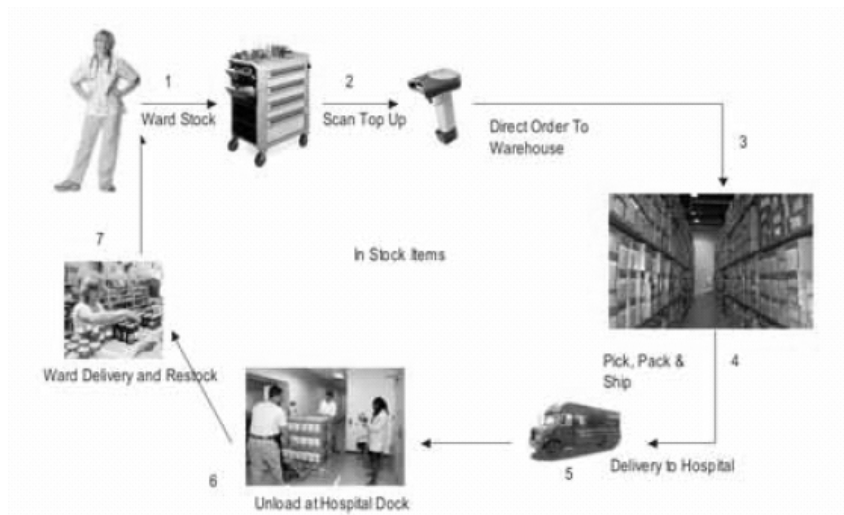 1
Ward Stock
2
Scan Top Up
Direct Order To
Warehouse
3
In Stock Items
7
Ward Delivery and Restock
Pick, Pack &
Ship
4
Delivery to Hospital
5
6
Unload at Hospital Dock